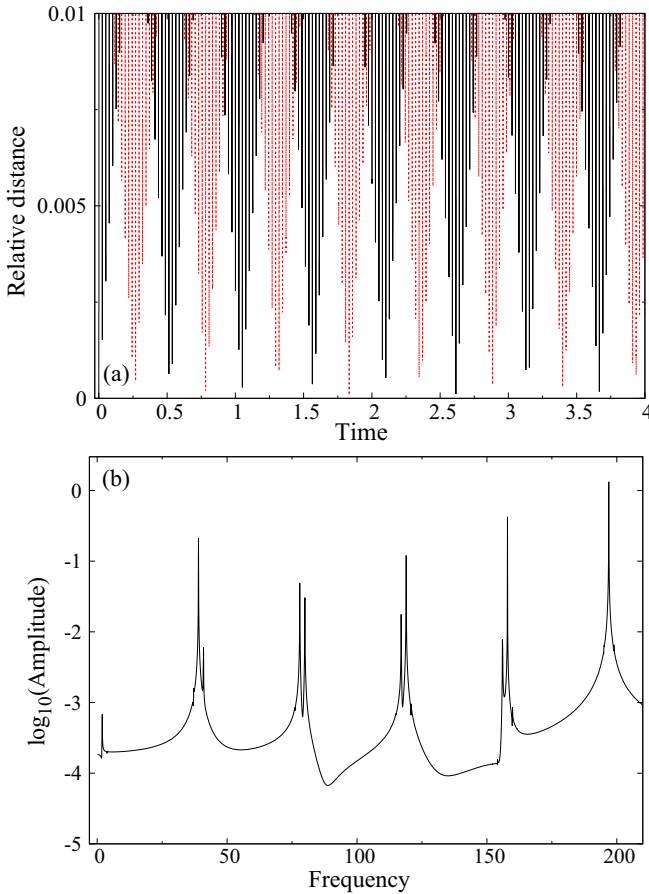 0.01
0.005
0
Relative distance
(a)
0 0.5 1 1.5 2 2.5 3 3.5 4
Time
(b)
0
-1
-2
-3
-4
-5
log10(Amplitude)
0 50 100 150 200
Frequency